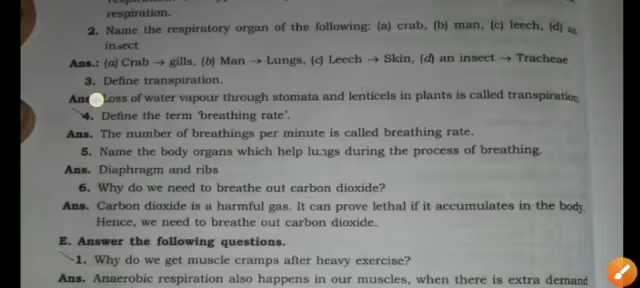 respiration.
2. Name the respiratory organ of the following: (a) crab, (b) man, (c) leech, (d) an
insect
Ans.: (a) Crab → gills, (b) Man → Lungs, (c) Leech → Skin, (d) an insect → Tracheae
3. Define transpiration.
Ans. Loss of water vapour through stomata and lenticels in plants is called transpiration
4. Define the term 'breathing rate'.
Ans. The number of breathings per minute is called breathing rate.
5. Name the body organs which help lungs during the process of breathing.
Ans. Diaphragm and ribs
6. Why do we need to breathe out carbon dioxide?
Ans. Carbon dioxide is a harmful gas. It can prove lethal if it accumulates in the body.
Hence, we need to breathe out carbon dioxide.
E. Answer the following questions.
1. Why do we get muscle cramps after heavy exercise?
Ans. Anaerobic respiration also happens in our muscles, when there is extra demand